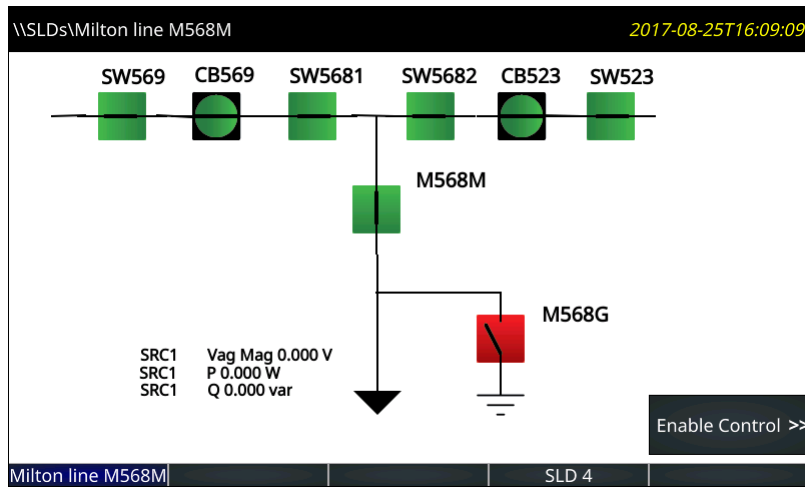 \\SLDs\Milton line M568M 2017-08-25T16:09:09
SW569 CB569 SW5681 SW5682 CB523 SW523
M568M
M568G
SRC1 Vag Mag 0.000 V
SRC1 P 0.000 W
SRC1 Q 0.000 var
Enable Control >>
Milton line M568M SLD 4